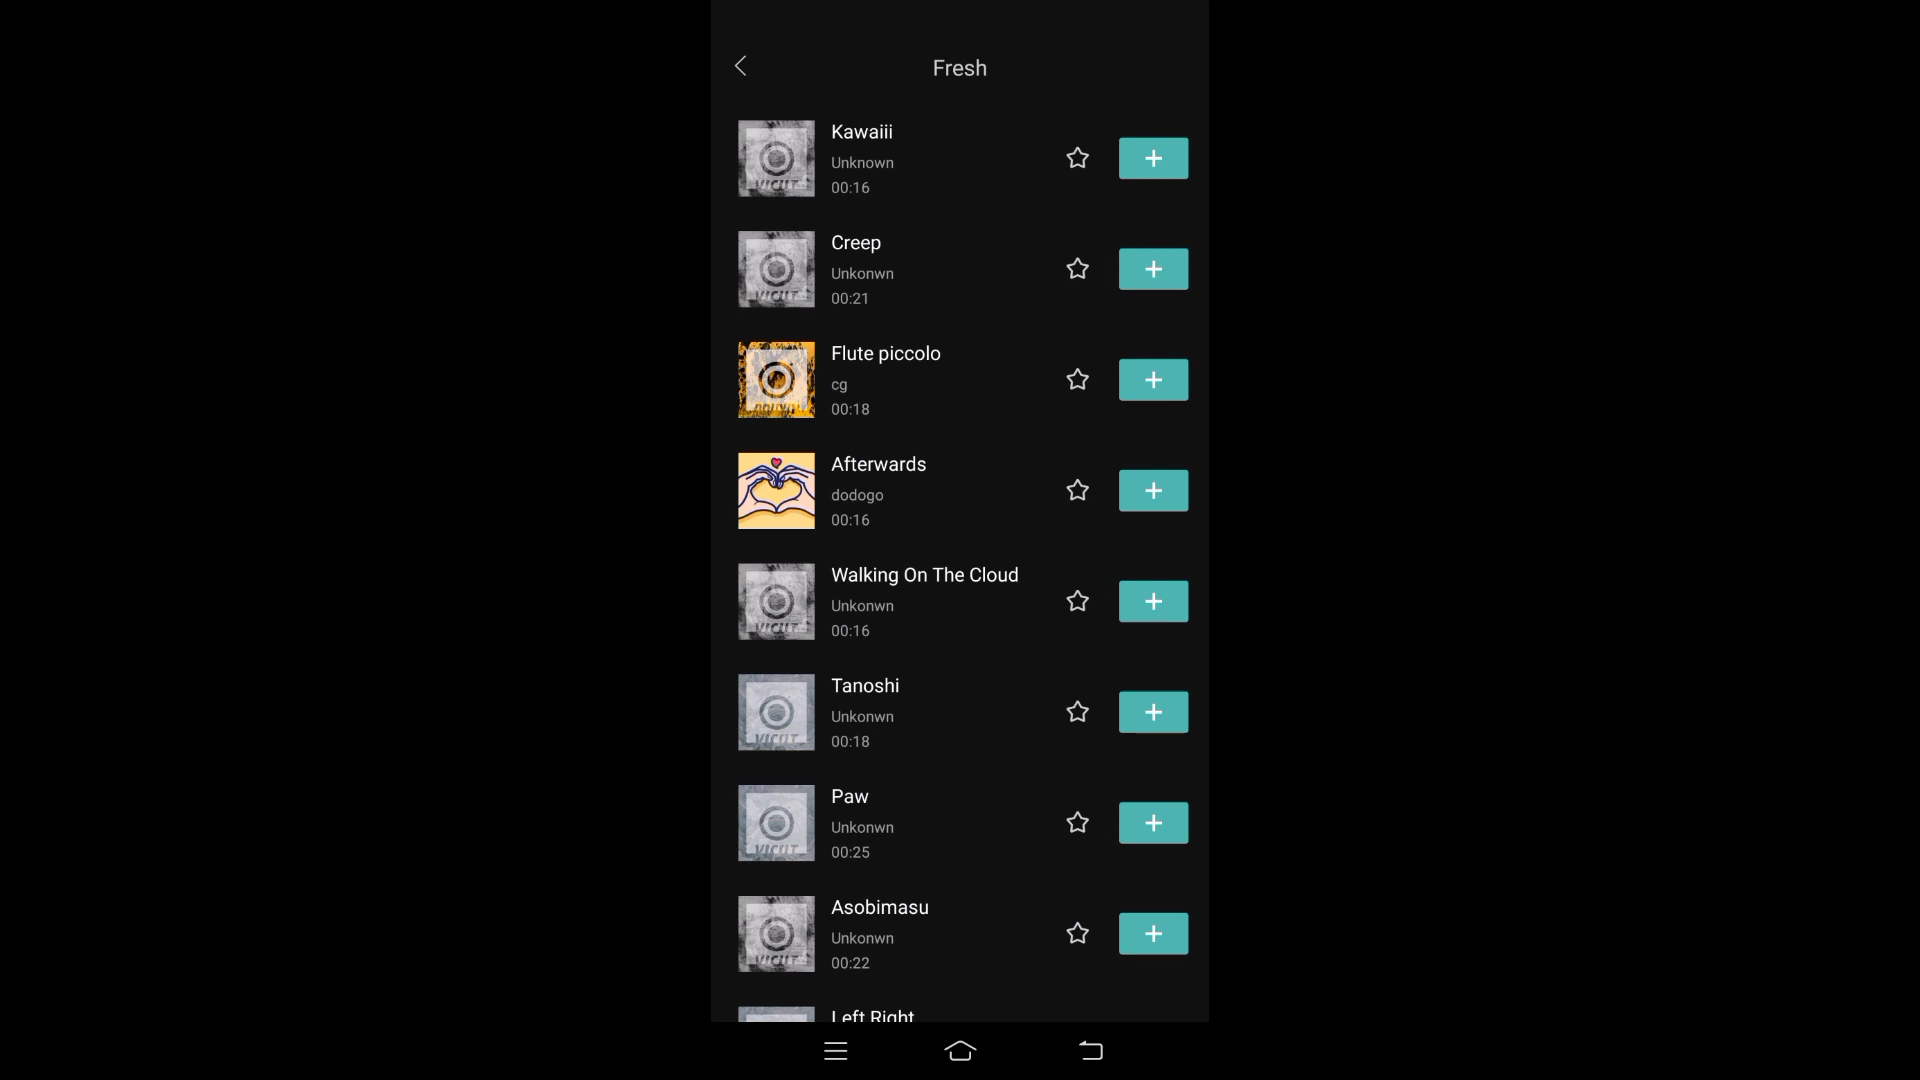 Fresh
Kawaiii
Unknown
00:16
Creep
Unkonwn
00:21
Flute piccolo
cg
00:18
Afterwards
dodogo
00:16
Walking On The Cloud
Unkonwn
00:16
Tanoshi
Unkonwn
00:18
Paw
Unkonwn
00:25
Asobimasu
Unkonwn
00:22
Left Right